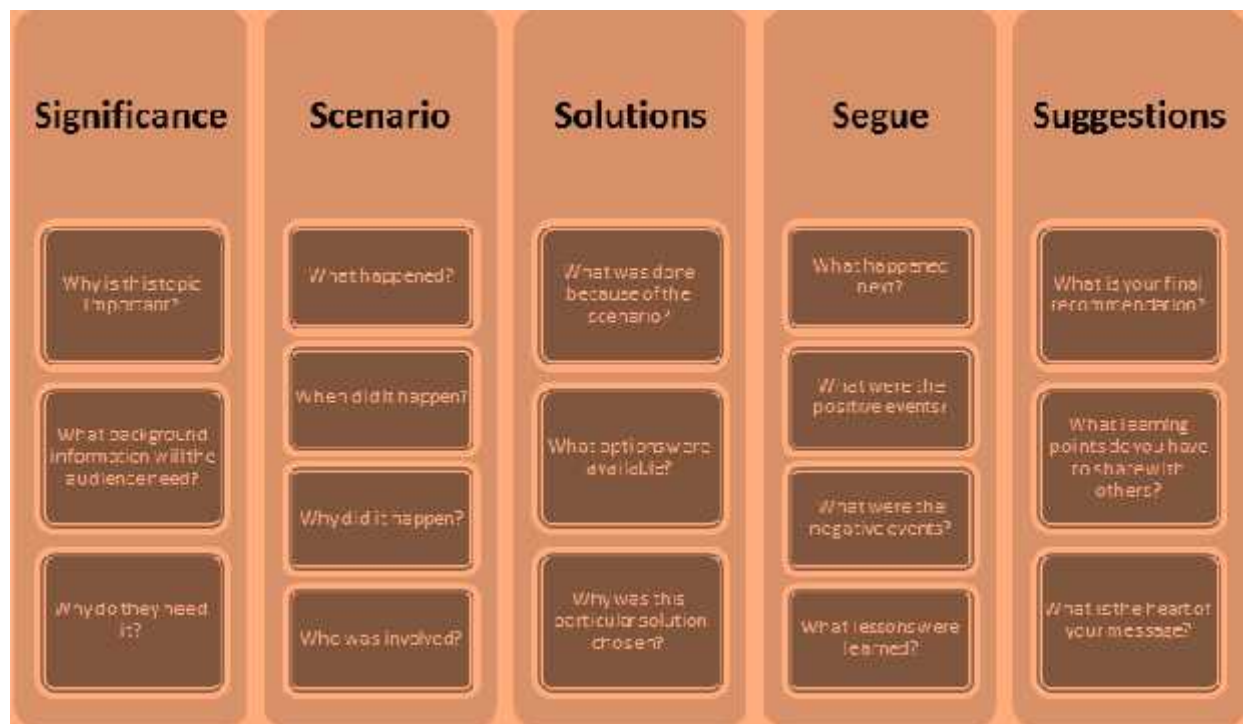 Significance
Why is this topic
important?
What background
information will the
audience need?
Why do they need
it?
Scenario
What happened?
When did it happen?
Why did it happen?
Who was involved?
Solutions
What was done
because of the
scenario?
What options were
available?
Why was this
particular solution
chosen?
Segue
What happened
next?
What were the
positive events?
What were the
negative events?
What lessons were
learned?
Suggestions
What is your final
recommendation?
What learning
points do you have
to share with
others?
What is the heart of
your message?